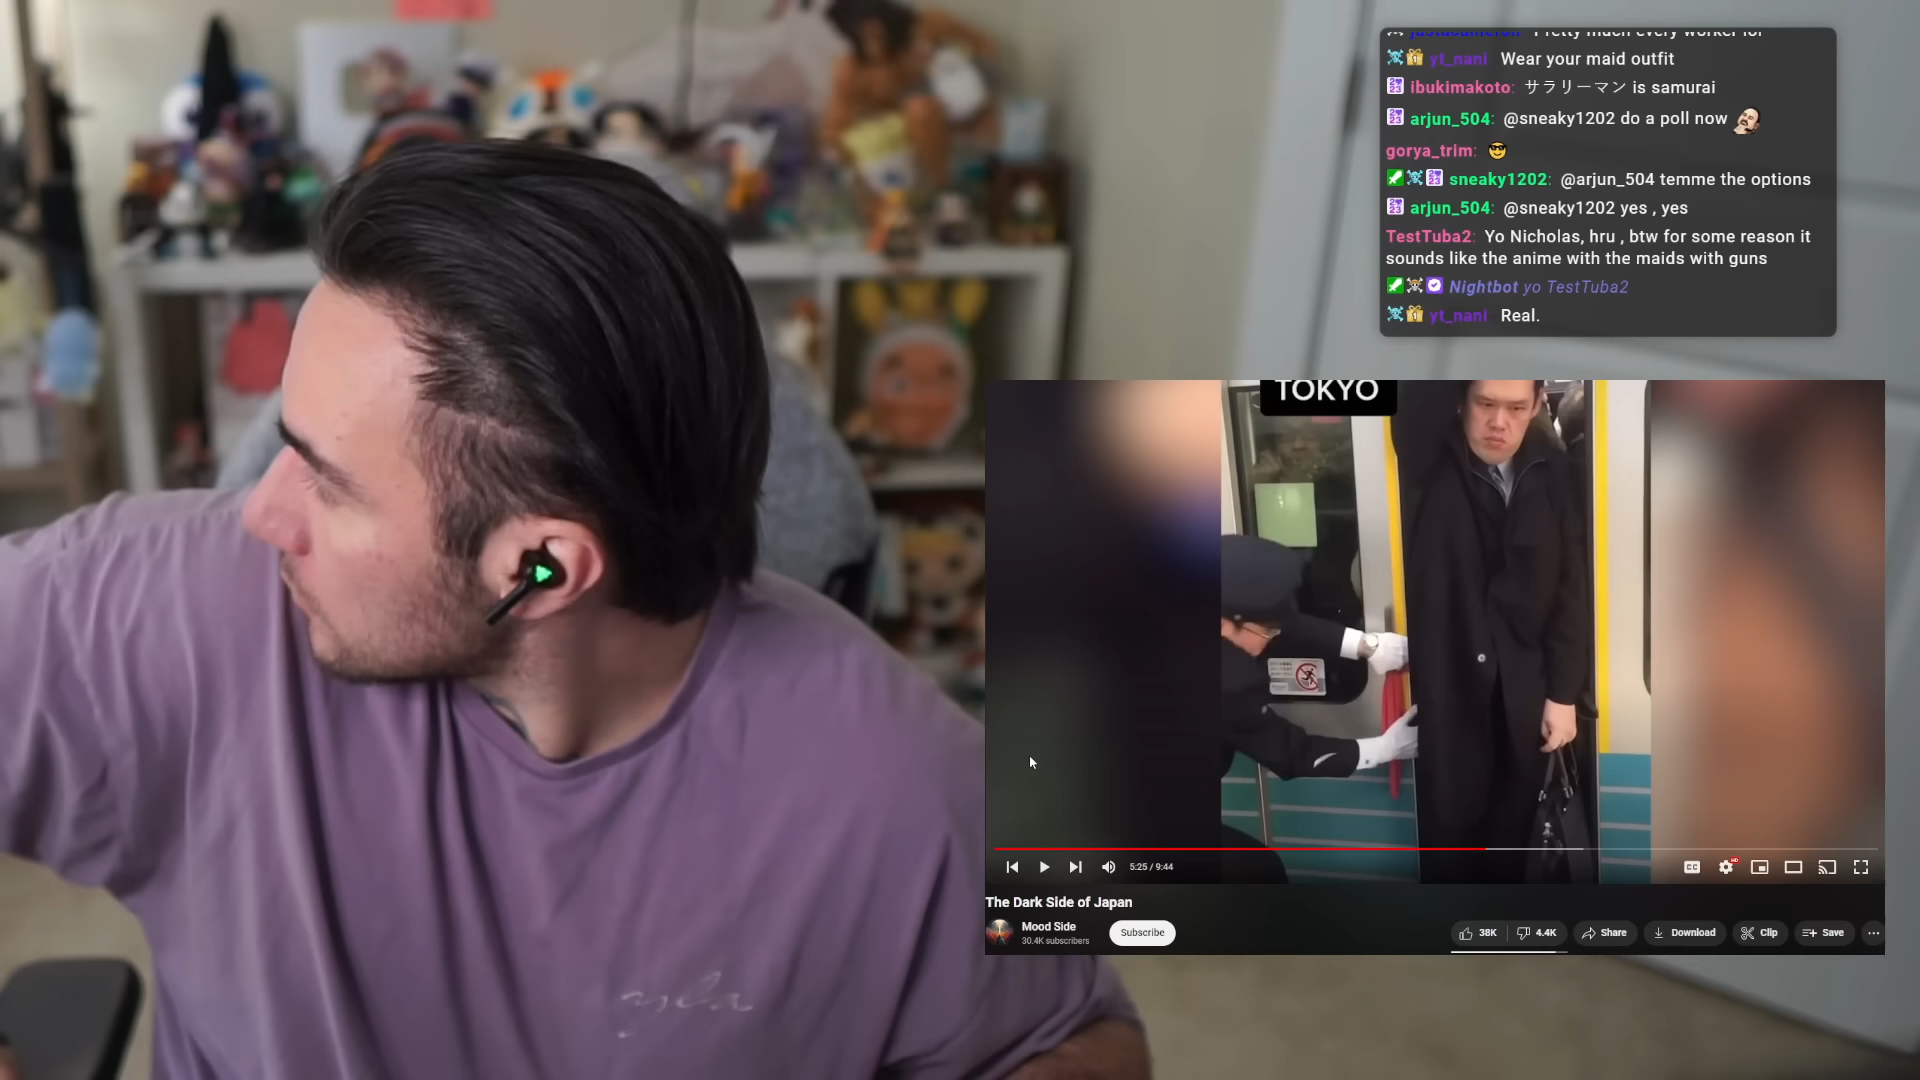 yt_nani Wear your maid outfit
ibukimakoto: サラリーマン is samurai
arjun_504: @sneaky1202 do a poll now
gorya_trim:
sneaky1202: @arjun_504 temme the options
arjun_504: @sneaky1202 yes , yes
TestTuba2: Yo Nicholas, hru , btw for some reason it
sounds like the anime with the maids with guns
Nightbot yo TestTuba2
yt_nani Real.
TOKYO
5:25 / 9:44
CC
HD
The Dark Side of Japan
Mood Side
30.4K subscribers
Subscribe
38K
4.4K
Share
Download
Clip
Save